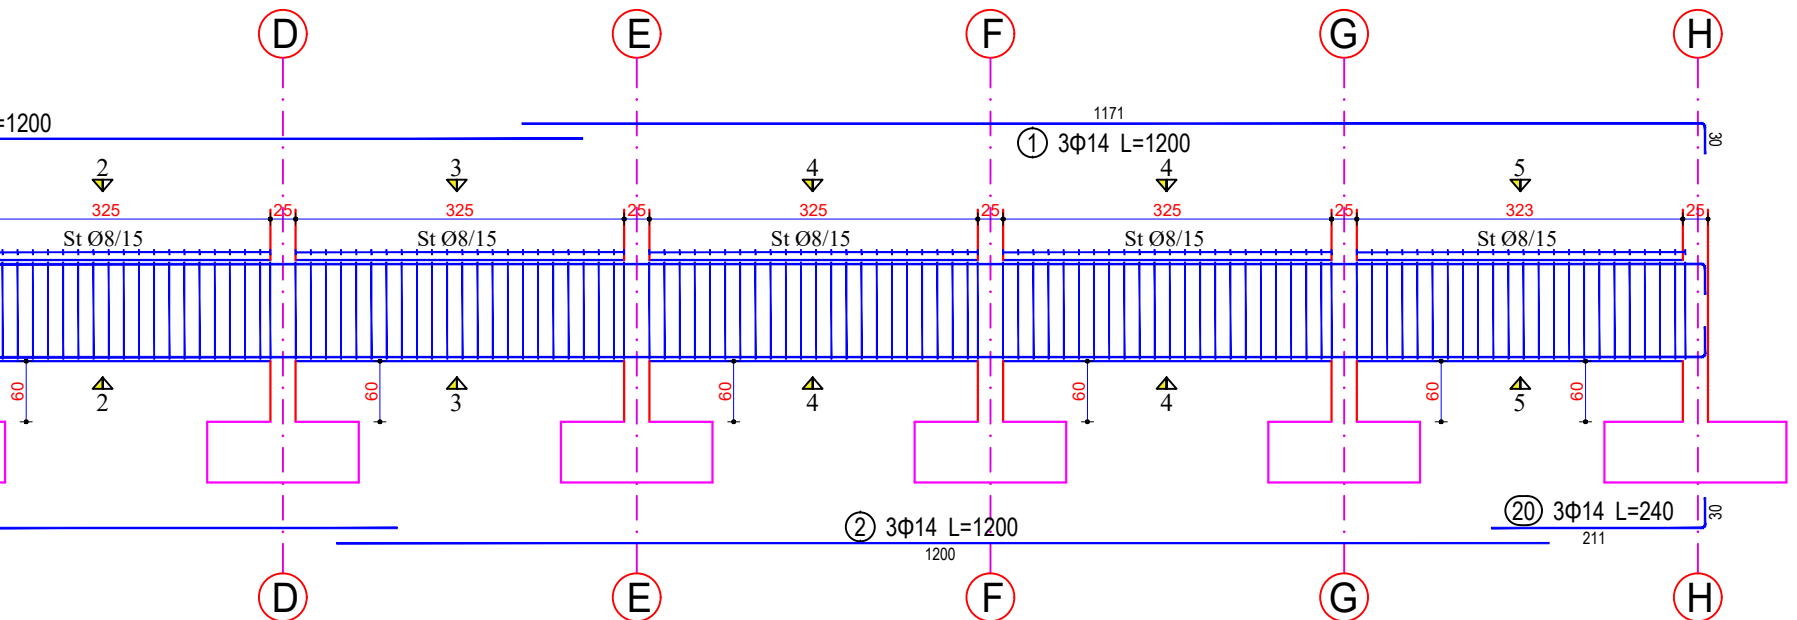 D E F G H
1171
=1200
1 3Φ14 L=1200
30
2 3 4 4 5
325 25 325 25 325 25 325 25 323 25
St Ø8/15 St Ø8/15 St Ø8/15 St Ø8/15 St Ø8/15
60 60 60 60 60 60
2 3 4 4 5
20 3Φ14 L=240
30
2 3Φ14 L=1200
211
1200
D E F G H